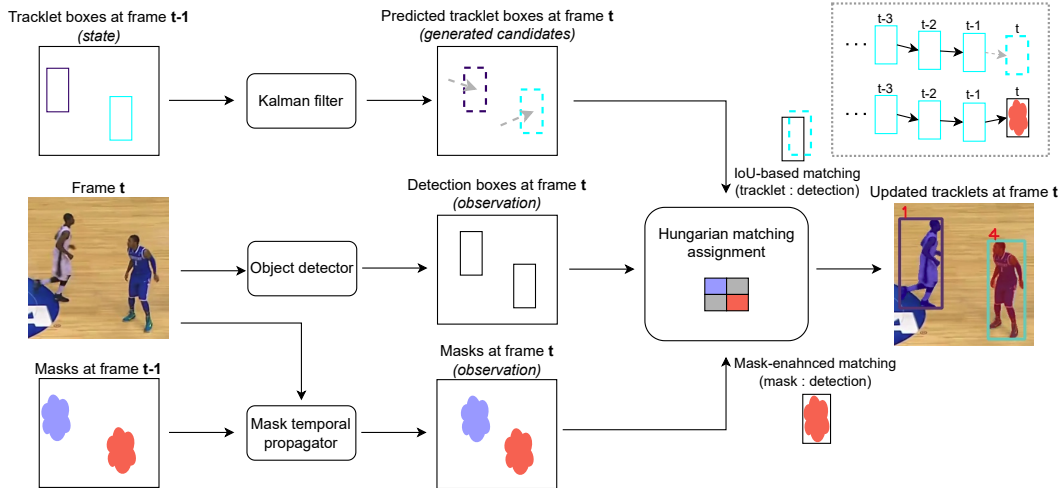 Tracklet boxes at frame t-1
(state)
Kalman filter
Predicted tracklet boxes at frame t
(generated candidates)
t-3
t-2
t-1
t
...
t-3
t-2
t-1
t
...
IoU-based matching
(tracklet : detection)
Frame t
Object detector
Detection boxes at frame t
(observation)
Hungarian matching
assignment
Updated tracklets at frame t
1
4
Masks at frame t-1
Mask temporal
propagator
Masks at frame t
(observation)
Mask-enahnced matching
(mask : detection)